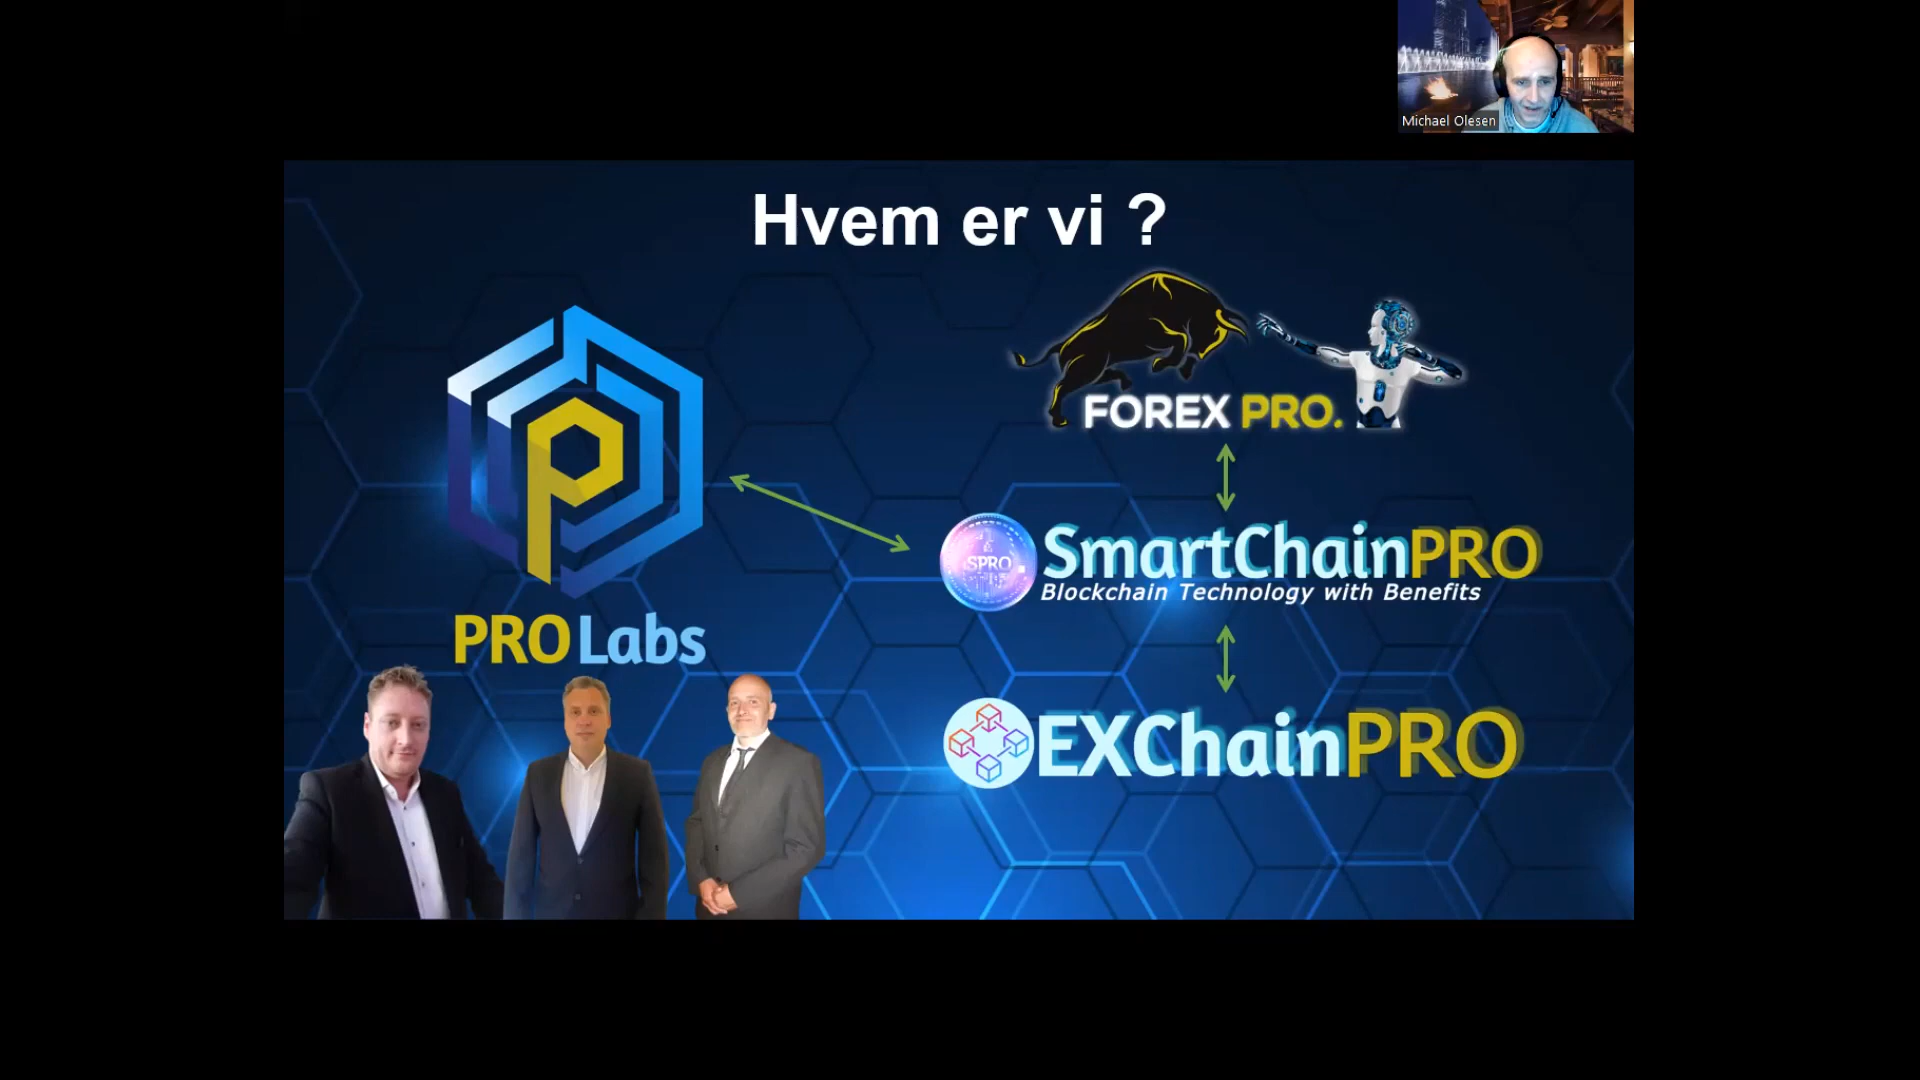 Michael Olesen
Hvem er vi ?
FOREX PRO.
SPRO
SmartChainPRO
Blockchain Technology with Benefits
PRO Labs
EXChainPRO